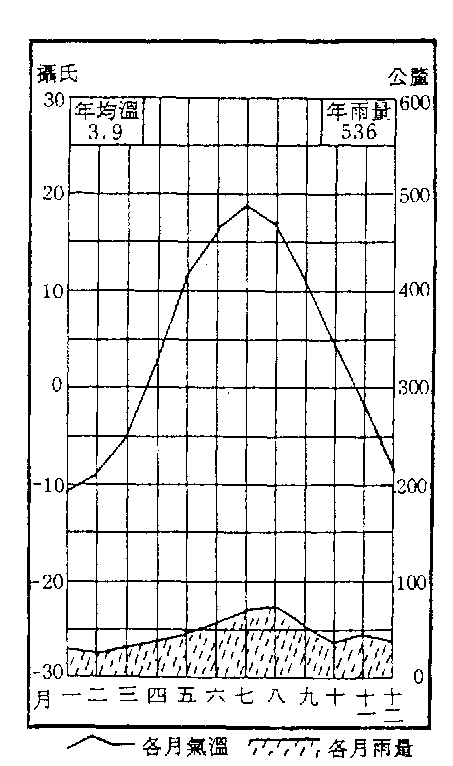 攝氏 公釐
30 年均溫 年雨量 600
3.9 536
20 500
10 400
0 300
-10 200
-20 100
-30 0
月 一 二 三 四 五 六 七 八 九 十 十一 十二
各月氣溫 各月雨量